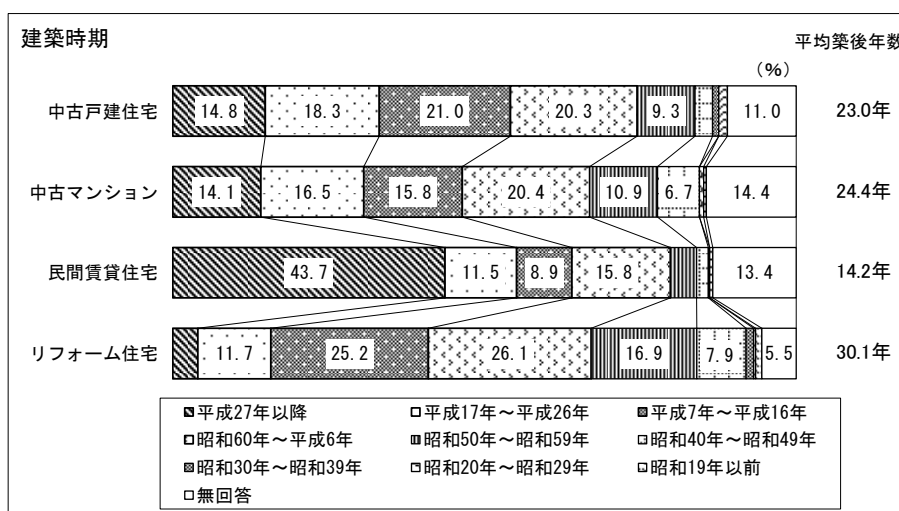 建築時期
平均築後年数
(%)
中古戸建住宅 14.8 18.3 21.0 20.3 9.3 11.0 23.0年
中古マンション 14.1 16.5 15.8 20.4 10.9 6.7 14.4 24.4年
民間賃貸住宅 43.7 11.5 8.9 15.8 13.4 14.2年
リフォーム住宅 11.7 25.2 26.1 16.9 7.9 5.5 30.1年
平成27年以降 平成17年～平成26年 平成7年～平成16年
昭和60年～平成6年 昭和50年～昭和59年 昭和40年～昭和49年
昭和30年～昭和39年 昭和20年～昭和29年 昭和19年以前
無回答